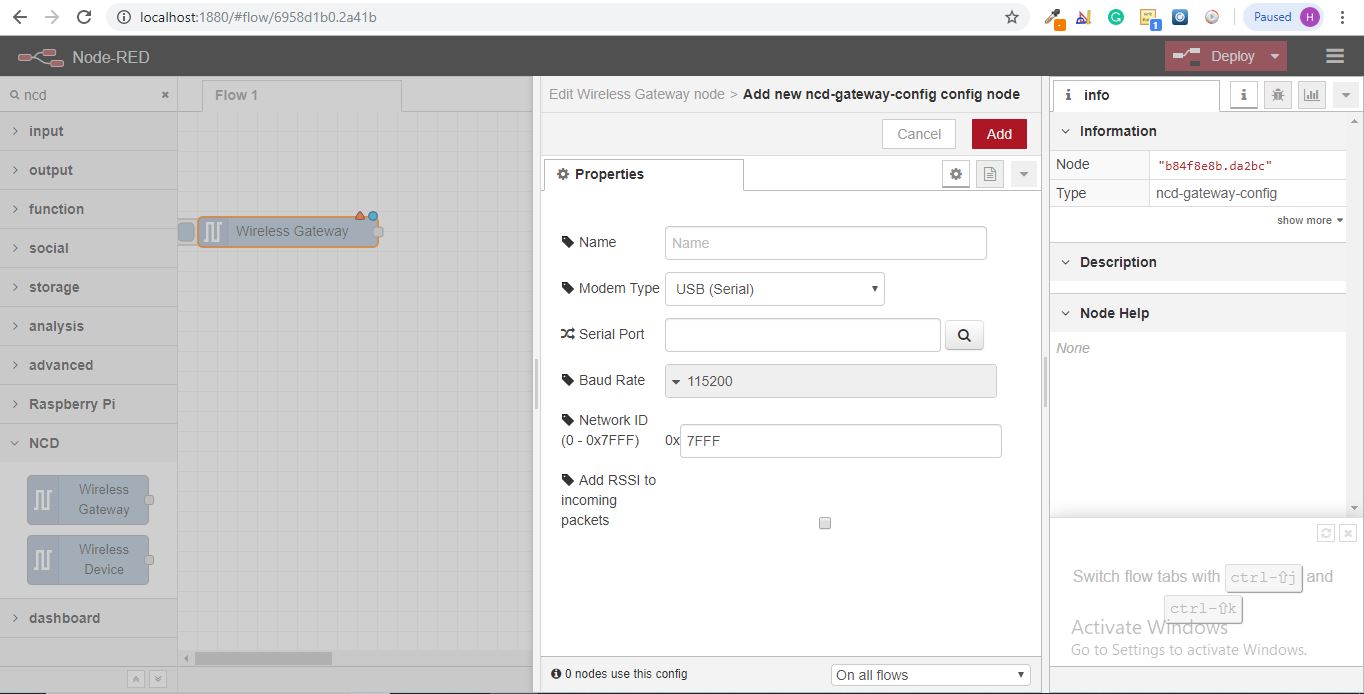 localhost:1880/#flow/6958d1b0.2a41b
1
Paused H
Node-RED
Deploy
ncd
input
output
function
social
storage
analysis
advanced
Raspberry Pi
NCD
Wireless
Gateway
Wireless
Device
dashboard
Flow 1
Wireless Gateway
Edit Wireless Gateway node > Add new ncd-gateway-config config node
Cancel
Add
Properties
Name
Name
Modem Type
USB (Serial)
Serial Port
Baud Rate
115200
Network ID
(0 - 0x7FFF)
0x
7FFF
Add RSSI to
incoming
packets
0 nodes use this config
On all flows
info
Information
Node
"b84f8e8b.da2bc"
Type
ncd-gateway-config
show more
Description
Node Help
None
Switch flow tabs with ctrl-⇧j and
ctrl-⇧k
Activate Windows
Go to Settings to activate Windows.